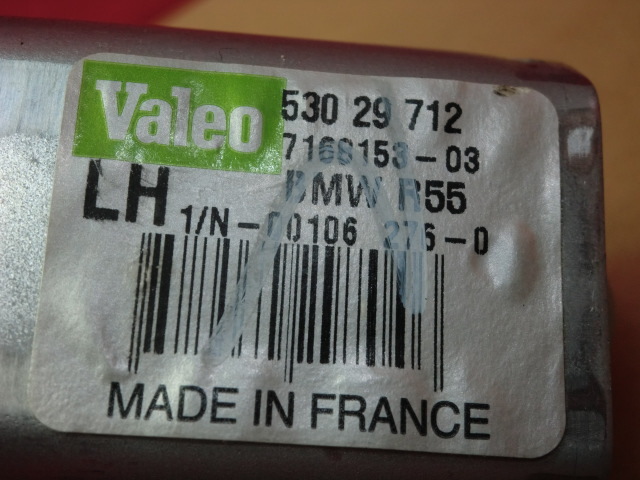 Valeo
530 29 712
7168153-03
LH
BMW R55
1/N-00106 276-0
MADE IN FRANCE